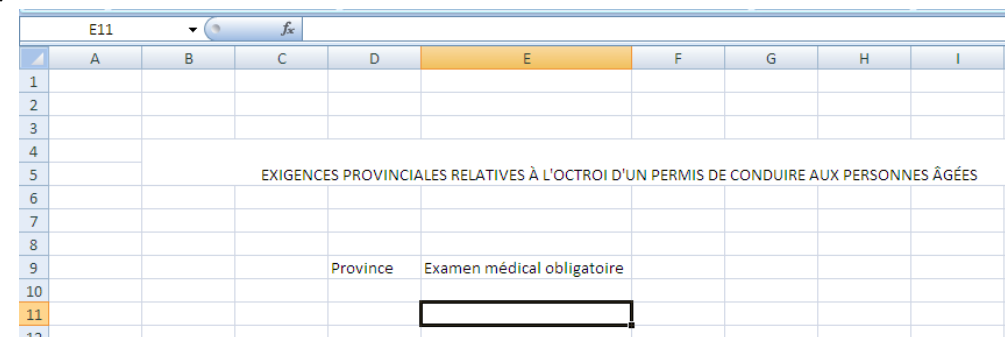 E11 fx
A B C D E F G H I
1
2
3
4
5 EXIGENCES PROVINCIALES RELATIVES À L'OCTROI D'UN PERMIS DE CONDUIRE AUX PERSONNES ÂGÉES
6
7
8
9 Province Examen médical obligatoire
10
11
12